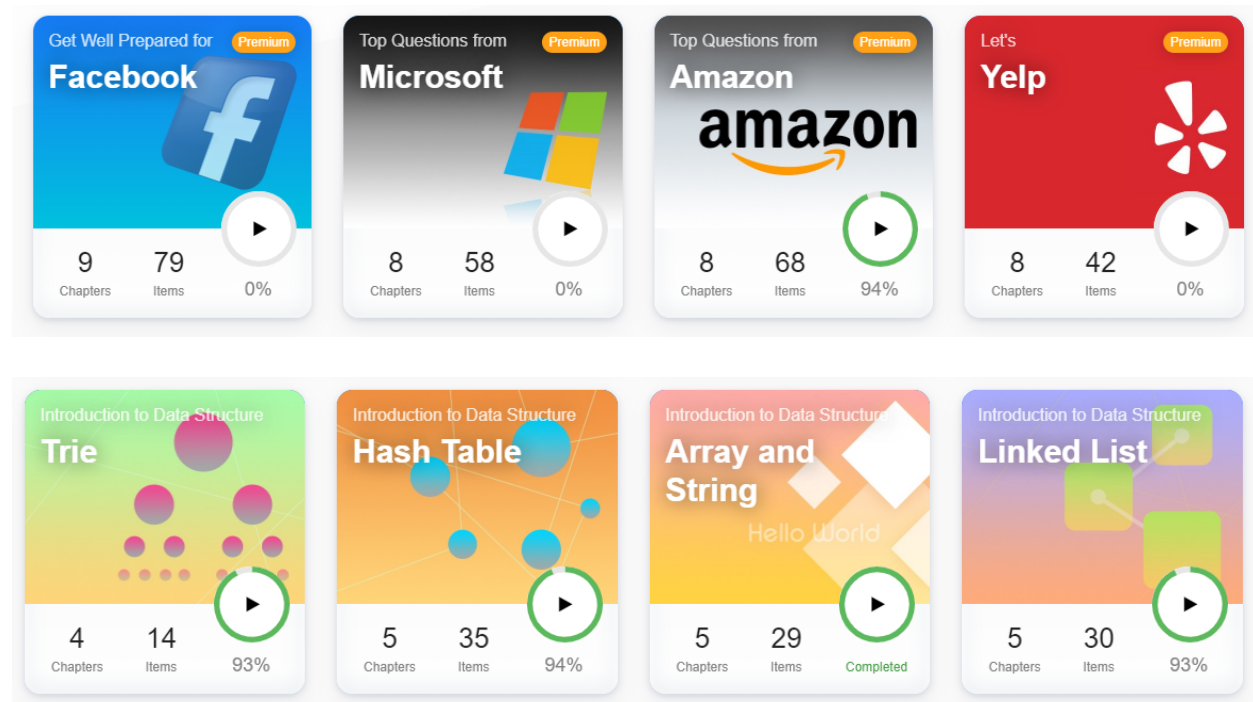 Get Well Prepared for
Premium
Facebook
9
79
Chapters
Items
0%
Top Questions from
Premium
Microsoft
8
58
Chapters
Items
0%
Top Questions from
Premium
Amazon
amazon
8
68
Chapters
Items
94%
Let's
Premium
Yelp
8
42
Chapters
Items
0%
Introduction to Data Structure
Trie
4
14
Chapters
Items
93%
Introduction to Data Structure
Hash Table
5
35
Chapters
Items
94%
Introduction to Data Structure
Array and
String
Hello World
5
29
Chapters
Items
Completed
Introduction to Data Structure
Linked List
5
30
Chapters
Items
93%